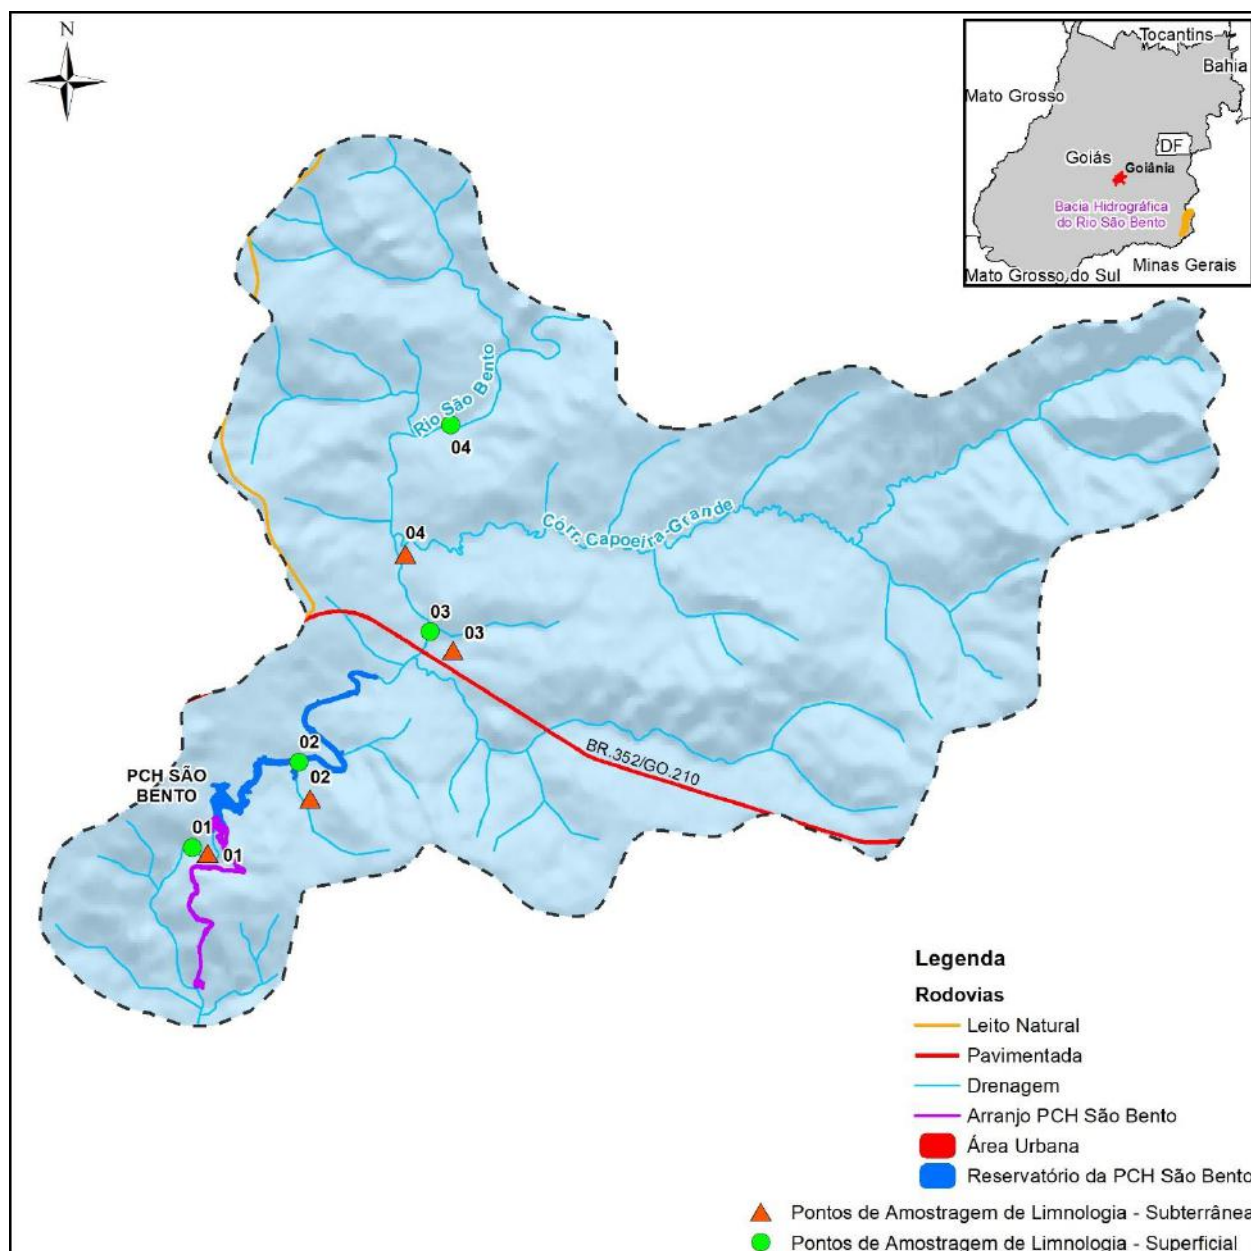 N
Tocantins
Bahia
Mato Grosso
DF
Goiás
Goiânia
Bacia Hidrográfica
do Rio São Bento
Minas Gerais
Mato Grosso do Sul
Rio São Bento
04
Córr. Capoeira-Grande
04
03
03
BR.352/GO.210
02
02
PCH SÃO
BENTO
01
01
Legenda
Rodovias
Leito Natural
Pavimentada
Drenagem
Arranjo PCH São Bento
Área Urbana
Reservatório da PCH São Bento
Pontos de Amostragem de Limnologia - Subterrânea
Pontos de Amostragem de Limnologia - Superficial